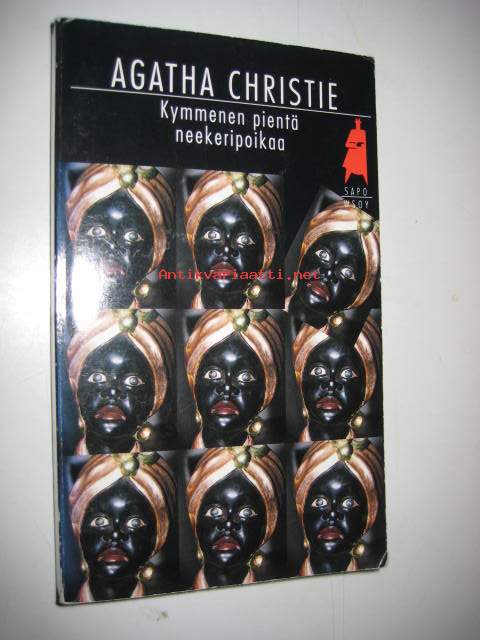 AGATHA CHRISTIE
Kymmenen pientä
neekeripoikaa
SAPO
WSOY
Antikvariaatti.net